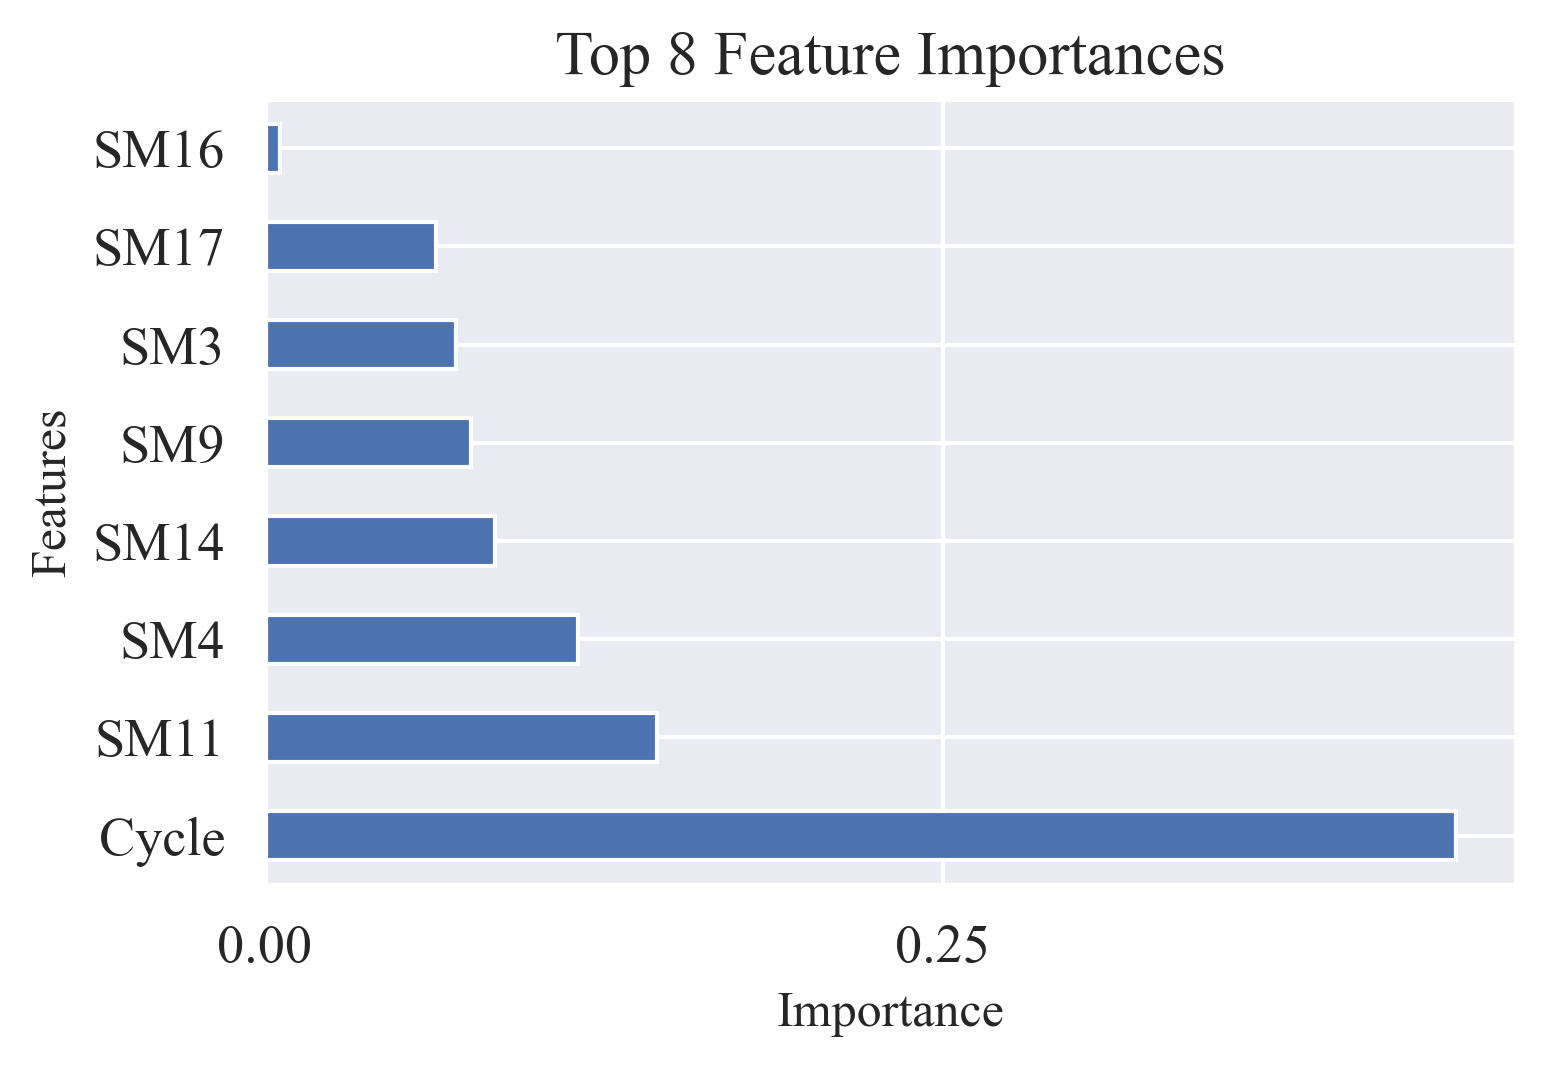 Top 8 Feature Importances
SM16
SM17
SM3
SM9
SM14
SM4
SM11
Cycle
Features
0.00 0.25
Importance